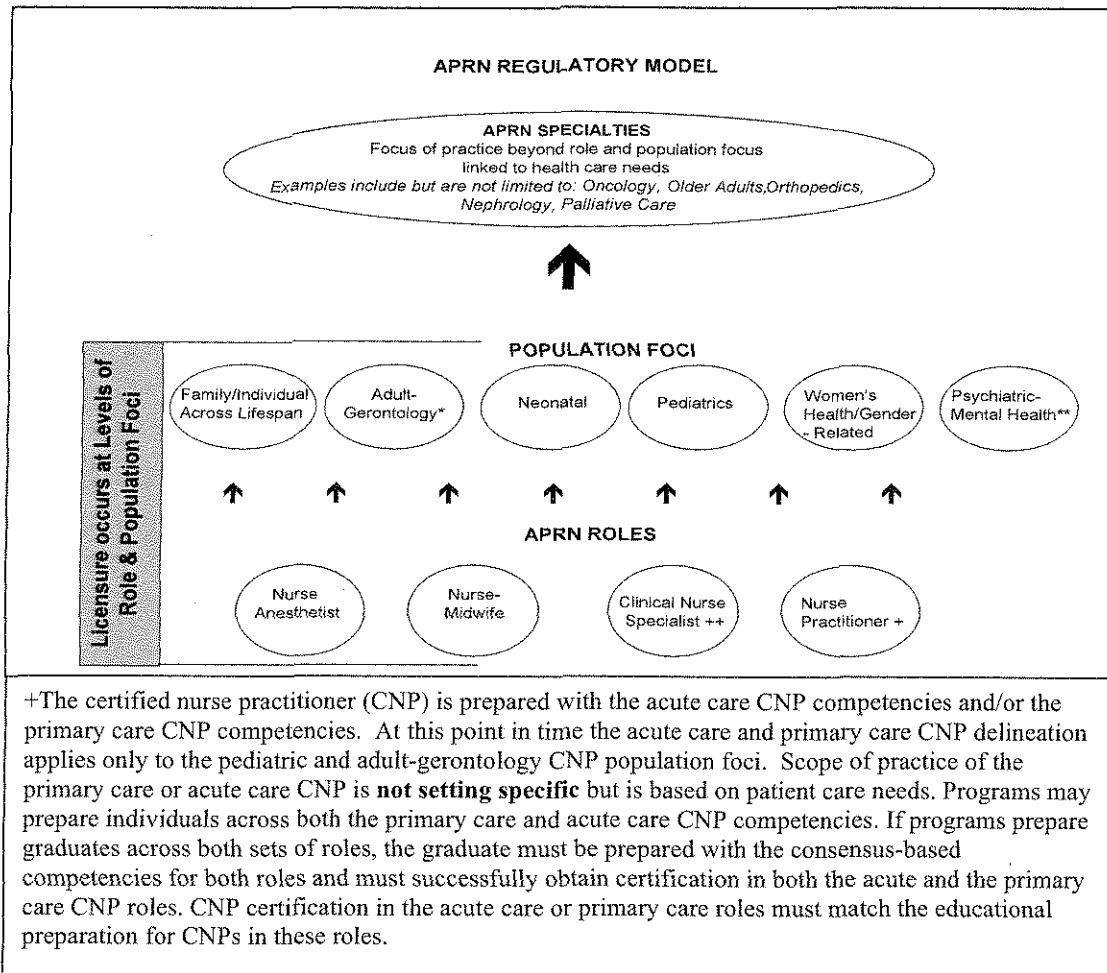 APRN REGULATORY MODEL
APRN SPECIALTIES
Focus of practice beyond role and population focus
linked to health care needs
Examples include but are not limited to: Oncology, Older Adults,Orthopedics,
Nephrology, Palliative Care
Licensure occurs at Levels of
Role & Population Foci
POPULATION FOCI
Family/Individual
Across Lifespan
Adult-
Gerontology*
Neonatal
Pediatrics
Women's
Health/Gender
- Related
Psychiatric-
Mental Health**
APRN ROLES
Nurse
Anesthetist
Nurse-
Midwife
Clinical Nurse
Specialist ++
Nurse
Practitioner +
+The certified nurse practitioner (CNP) is prepared with the acute care CNP competencies and/or the
primary care CNP competencies. At this point in time the acute care and primary care CNP delineation
applies only to the pediatric and adult-gerontology CNP population foci. Scope of practice of the
primary care or acute care CNP is not setting specific but is based on patient care needs. Programs may
prepare individuals across both the primary care and acute care CNP competencies. If programs prepare
graduates across both sets of roles, the graduate must be prepared with the consensus-based
competencies for both roles and must successfully obtain certification in both the acute and the primary
care CNP roles. CNP certification in the acute care or primary care roles must match the educational
preparation for CNPs in these roles.